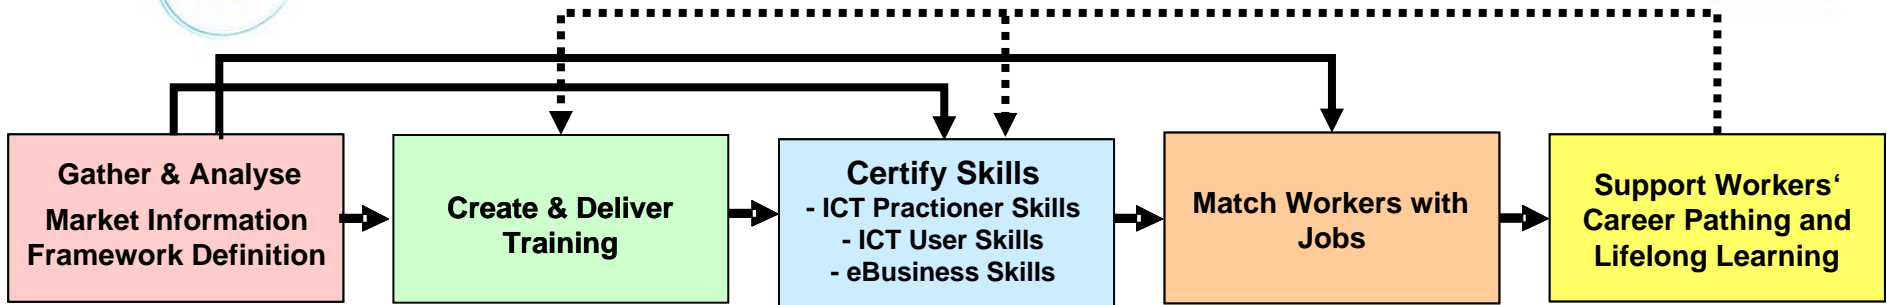 Gather & Analyse
Market Information
Framework Definition
Create & Deliver
Training
Certify Skills
- ICT Practioner Skills
- ICT User Skills
- eBusiness Skills
Match Workers with
Jobs
Support Workers‘
Career Pathing and
Lifelong Learning